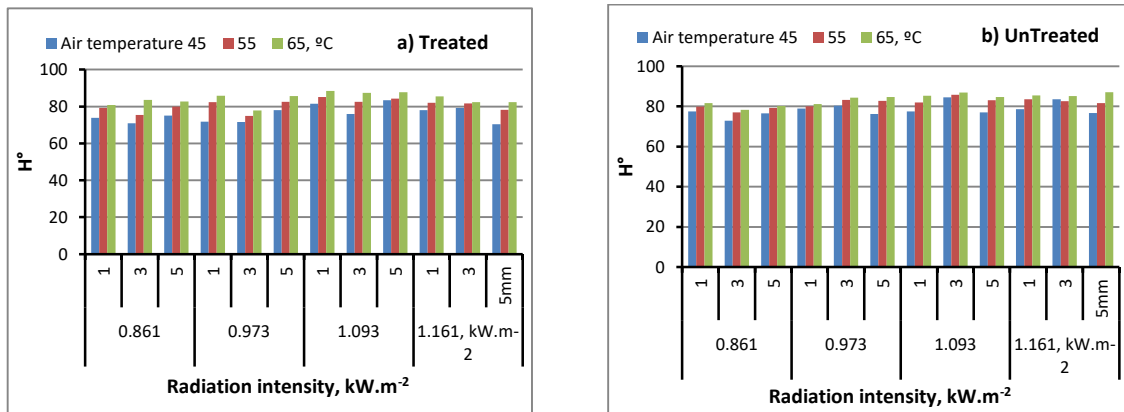 a) Treated
Air temperature 45 55 65, ºC
100
80
60
40
20
0
H°
1 3 5 1 3 5 1 3 5 1 3 5mm
0.861 0.973 1.093 1.161, kW.m-
2
Radiation intensity, kW.m-2
b) UnTreated
Air temperature 45 55 65, ºC
100
80
60
40
20
0
H°
1 3 5 1 3 5 1 3 5 1 3 5mm
0.861 0.973 1.093 1.161, kW.m-
2
Radiation intensity, kW.m-2